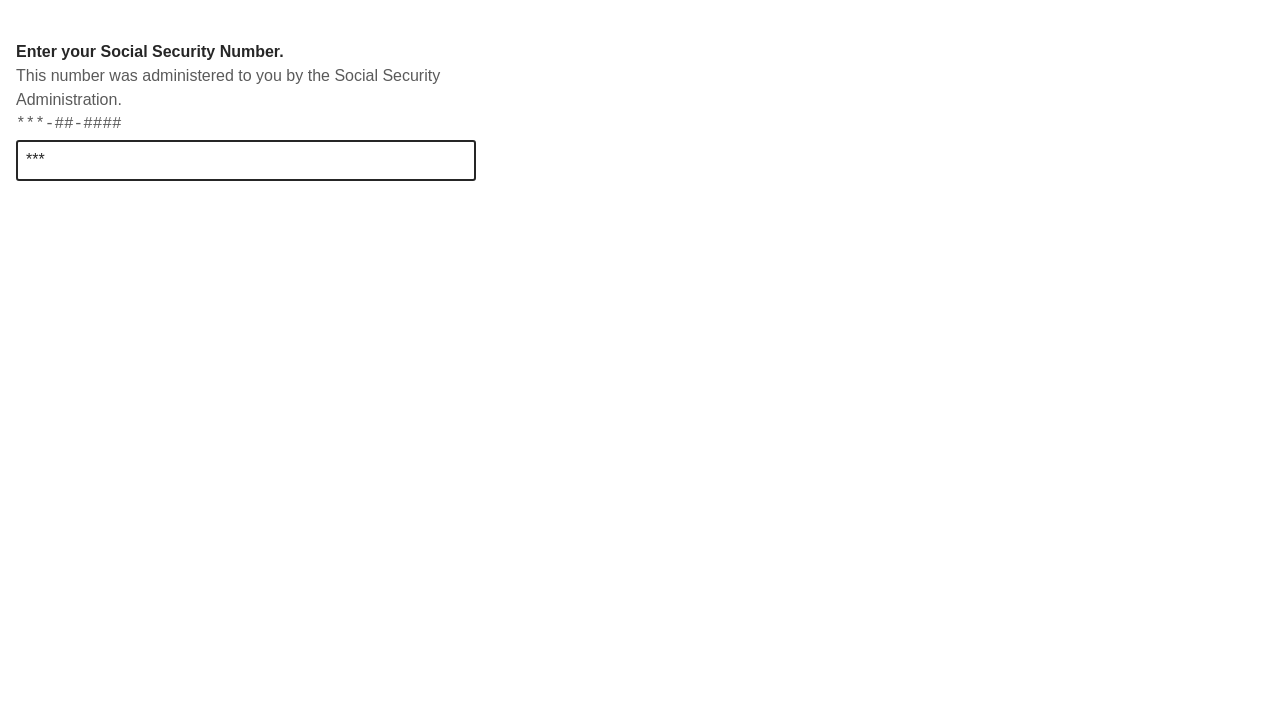 Enter your Social Security Number.
This number was administered to you by the Social Security
Administration.
***-##-####
***